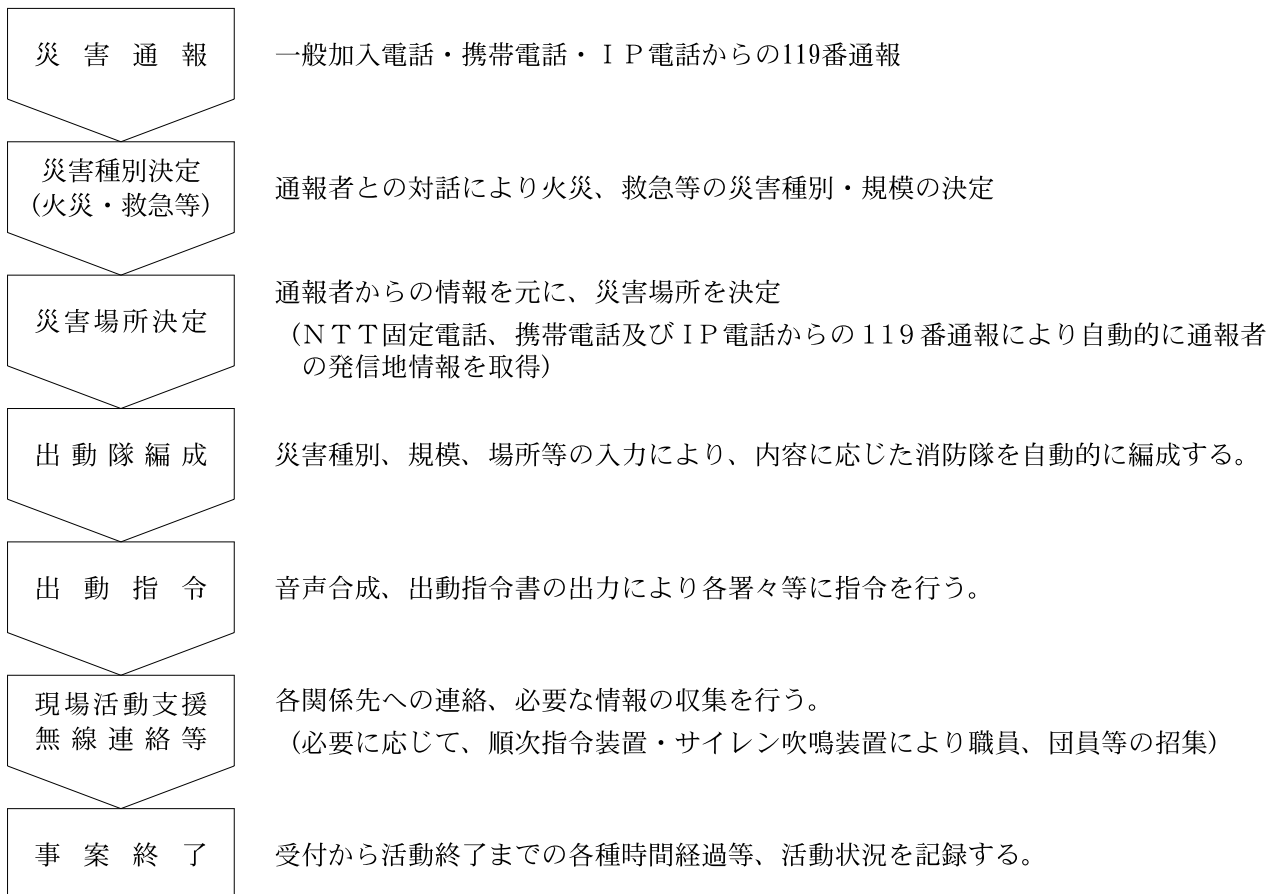 災害通報
一般加入電話・携帯電話・ＩＰ電話からの119番通報
災害種別決定
(火災・救急等)
通報者との対話により火災、救急等の災害種別・規模の決定
災害場所決定
通報者からの情報を元に、災害場所を決定
（ＮＴＴ固定電話、携帯電話及びＩＰ電話からの１１９番通報により自動的に通報者
の発信地情報を取得）
出動隊編成
災害種別、規模、場所等の入力により、内容に応じた消防隊を自動的に編成する。
出動指令
音声合成、出動指令書の出力により各署々等に指令を行う。
現場活動支援
無線連絡等
各関係先への連絡、必要な情報の収集を行う。
（必要に応じて、順次指令装置・サイレン吹鳴装置により職員、団員等の招集）
事案終了
受付から活動終了までの各種時間経過等、活動状況を記録する。